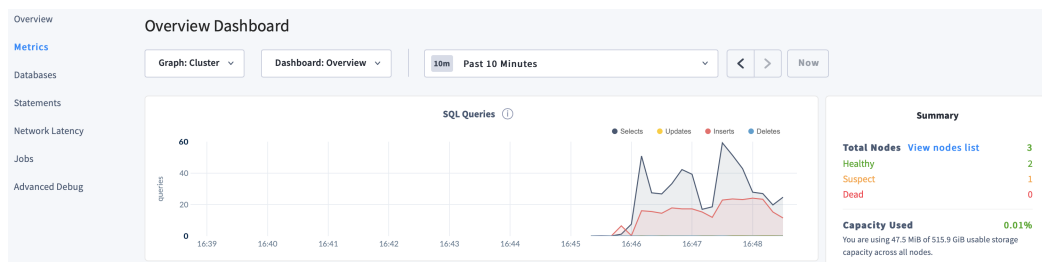 Overview
Metrics
Databases
Statements
Network Latency
Jobs
Advanced Debug
Overview Dashboard
Graph: Cluster
Dashboard: Overview
10m Past 10 Minutes
Now
SQL Queries
Selects Updates Inserts Deletes
queries
60
40
20
0
16:39 16:40 16:41 16:42 16:43 16:44 16:45 16:46 16:47 16:48
Summary
Total Nodes View nodes list 3
Healthy 2
Suspect 1
Dead 0
Capacity Used 0.01%
You are using 47.5 MiB of 515.9 GiB usable storage
capacity across all nodes.